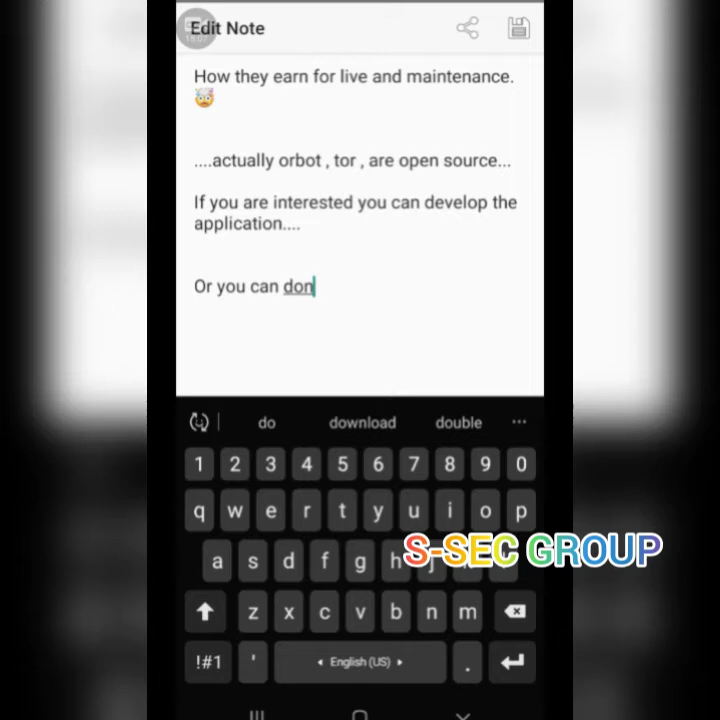 Edit Note
How they earn for live and maintenance.
🤯
....actually orbot , tor , are open source...
If you are interested you can develop the
application....
Or you can don
do download double ...
1 2 3 4 5 6 7 8 9 0
q w e r t y u i o p
a s d f g h j
S-SEC GROUP
z x c v b n m
!#1 ' English (US) .